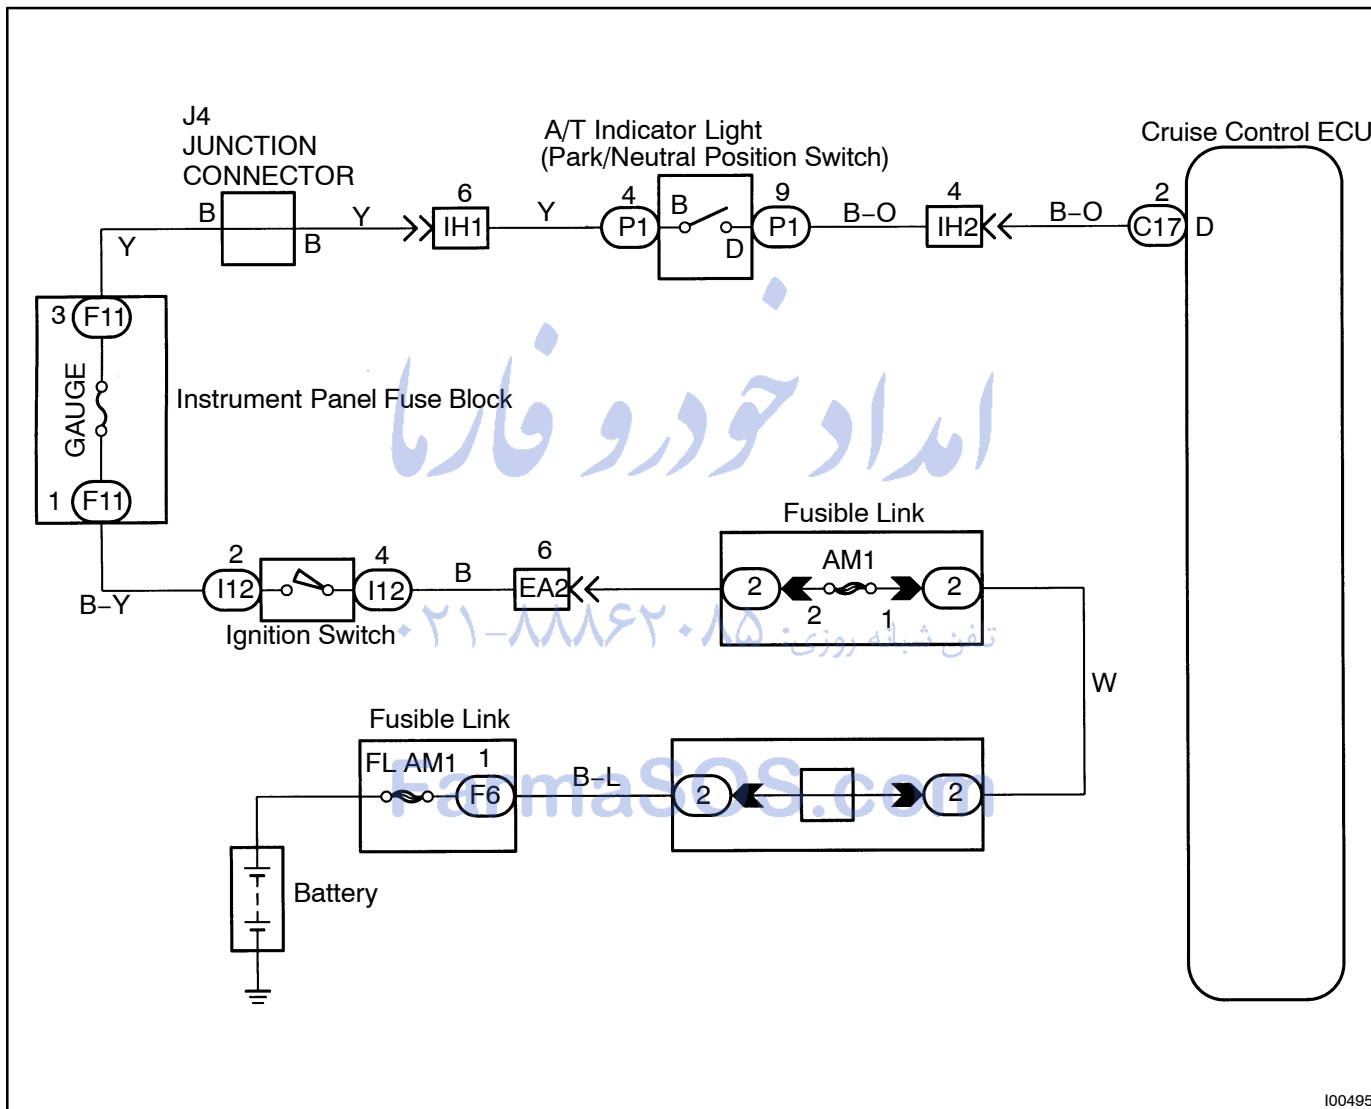 J4
JUNCTION
CONNECTOR
A/T Indicator Light
(Park/Neutral Position Switch)
Cruise Control ECU
6
4
9
4
2
B
Y
IH1
Y
P1
B
P1
B–O
IH2
B–O
C17
D
Y
B
D
3
F11
GAUGE
Instrument Panel Fuse Block
امداد خودرو فارما
1
F11
Fusible Link
2
4
6
AM1
I12
I12
B
EA2
2
2
B–Y
2
1
Ignition Switch
تلفن شبانه روزی: ۰۲۱-۸۸۸۶۲۰۸۵
W
Fusible Link
FL AM1
1
F6
B–L
2
2
FarmaSOS.com
Battery
I00495